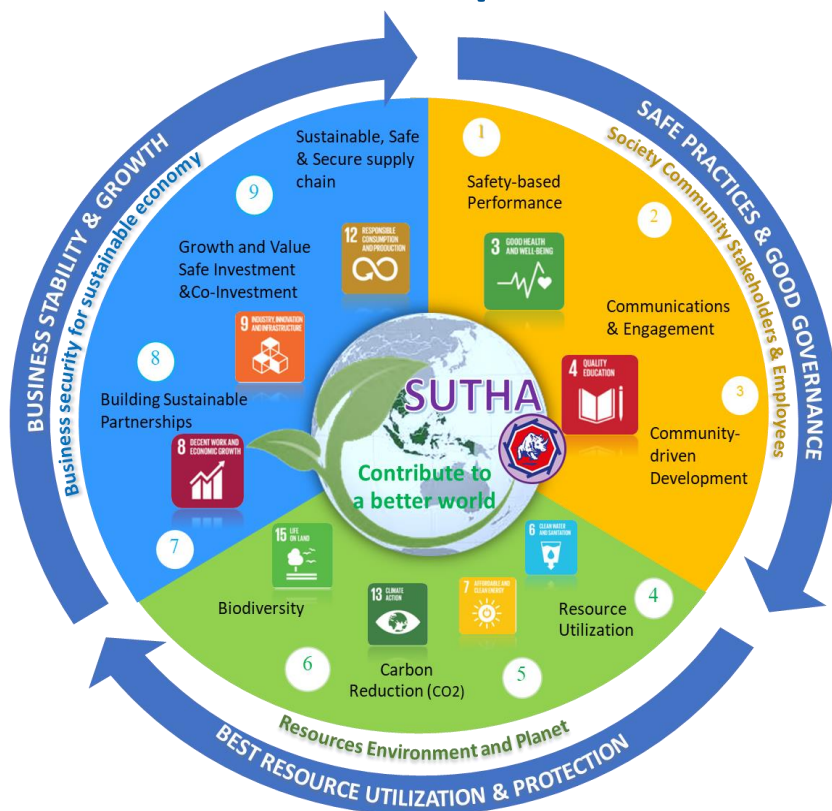 SAFE PRACTICES & GOOD GOVERNANCE
Society Community Stakeholders & Employees
1
Safety-based
Performance
3 GOOD HEALTH
AND WELL-BEING
2
Communications
& Engagement
4 QUALITY
EDUCATION
3
Community-
driven
Development
BEST RESOURCE UTILIZATION & PROTECTION
Resources Environment and Planet
4
Resource
Utilization
6 CLEAN WATER
AND SANITATION
7 AFFORDABLE AND
CLEAN ENERGY
5
Carbon
Reduction (CO2)
13 CLIMATE
ACTION
6
Biodiversity
15 LIFE
ON LAND
BUSINESS STABILITY & GROWTH
Business security for sustainable economy
7
8 DECENT WORK AND
ECONOMIC GROWTH
Building Sustainable
Partnerships
8
9 INDUSTRY, INNOVATION
AND INFRASTRUCTURE
Growth and Value
Safe Investment
&Co-Investment
9
12 RESPONSIBLE
CONSUMPTION
AND PRODUCTION
Sustainable, Safe
& Secure supply
chain
SUTHA
Contribute to
a better world